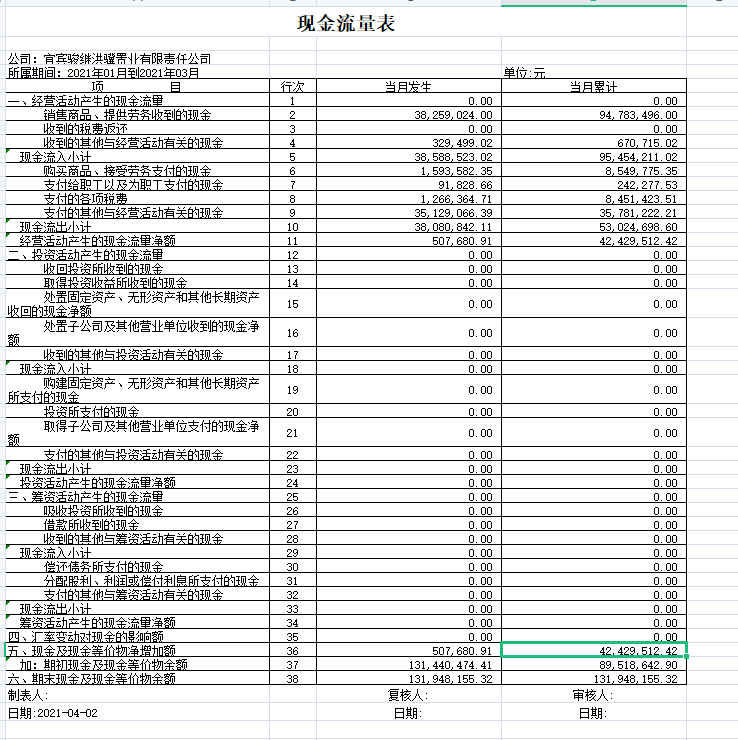 现金流量表
公司：宜宾骏继洪骥置业有限责任公司
所属期间：2021年01月到2021年03月 单位:元
项 目 行次 当月发生 当月累计
一、经营活动产生的现金流量 1 0.00 0.00
销售商品、提供劳务收到的现金 2 38,259,024.00 94,783,496.00
收到的税费返还 3 0.00 0.00
收到的其他与经营活动有关的现金 4 329,499.02 670,715.02
现金流入小计 5 38,588,523.02 95,454,211.02
购买商品、接受劳务支付的现金 6 1,593,582.35 8,549,775.35
支付给职工以及为职工支付的现金 7 91,828.66 242,277.53
支付的各项税费 8 1,266,364.71 8,451,423.51
支付的其他与经营活动有关的现金 9 35,129,066.39 35,781,222.21
现金流出小计 10 38,080,842.11 53,024,698.60
经营活动产生的现金流量净额 11 507,680.91 42,429,512.42
二、投资活动产生的现金流量 12 0.00 0.00
收回投资所收到的现金 13 0.00 0.00
取得投资收益所收到的现金 14 0.00 0.00
处置固定资产、无形资产和其他长期资产
收回的现金净额 15 0.00 0.00
处置子公司及其他营业单位收到的现金净
额 16 0.00 0.00
收到的其他与投资活动有关的现金 17 0.00 0.00
现金流入小计 18 0.00 0.00
购建固定资产、无形资产和其他长期资产
所支付的现金 19 0.00 0.00
投资所支付的现金 20 0.00 0.00
取得子公司及其他营业单位支付的现金净
额 21 0.00 0.00
支付的其他与投资活动有关的现金 22 0.00 0.00
现金流出小计 23 0.00 0.00
投资活动产生的现金流量净额 24 0.00 0.00
三、筹资活动产生的现金流量 25 0.00 0.00
吸收投资所收到的现金 26 0.00 0.00
借款所收到的现金 27 0.00 0.00
收到的其他与筹资活动有关的现金 28 0.00 0.00
现金流入小计 29 0.00 0.00
偿还债务所支付的现金 30 0.00 0.00
分配股利、利润或偿付利息所支付的现金 31 0.00 0.00
支付的其他与筹资活动有关的现金 32 0.00 0.00
现金流出小计 33 0.00 0.00
筹资活动产生的现金流量净额 34 0.00 0.00
四、汇率变动对现金的影响额 35 0.00 0.00
五、现金及现金等价物净增加额 36 507,680.91 42,429,512.42
加：期初现金及现金等价物余额 37 131,440,474.41 89,518,642.90
六、期末现金及现金等价物余额 38 131,948,155.32 131,948,155.32
制表人： 复核人： 审核人：
日期:2021-04-02 日期： 日期：